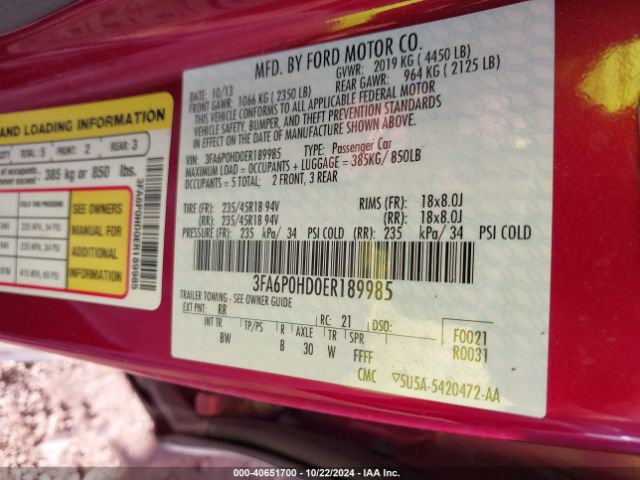 MFD. BY FORD MOTOR CO.
DATE: 10/13 GVWR: 2019 KG ( 4450 LB)
FRONT GAWR: 1066 KG ( 2350 LB) REAR GAWR: 964 KG ( 2125 LB)
THIS VEHICLE CONFORMS TO ALL APPLICABLE FEDERAL MOTOR
VEHICLE SAFETY, BUMPER, AND THEFT PREVENTION STANDARDS
IN EFFECT ON THE DATE OF MANUFACTURE SHOWN ABOVE.
VIN: 3FA6P0HD0ER189985 TYPE: Passenger Car
MAXIMUM LOAD = OCCUPANTS + LUGGAGE = 385KG/ 850LB
OCCUPANTS = 5 TOTAL; 2 FRONT, 3 REAR
TIRE (FR): 235/45R18 94V RIMS (FR): 18x8.0J
(RR): 235/45R18 94V (RR): 18x8.0J
PRESSURE (FR): 235 kPa/ 34 PSI COLD (RR): 235 kPa/ 34 PSI COLD
3FA6P0HD0ER189985
TRAILER TOWING - SEE OWNER GUIDE
EXT PNT: RR RC: 21 DSO:
INT TR TP/PS R AXLE TR SPR F0021
BW B 30 W FFFF R0031
CMC 5U5A-5420472-AA
AND LOADING INFORMATION
TOTAL : 5 FRONT: 2 REAR: 3
of occupants
never exceed 385 kg or 850 lbs.
COLD TIRE PRESSURE
SEE OWNERS
MANUAL FOR
ADDITIONAL
INFORMATION
3FA6P0HD0ER189985
000-40651700 - 10/22/2024 - IAA Inc.